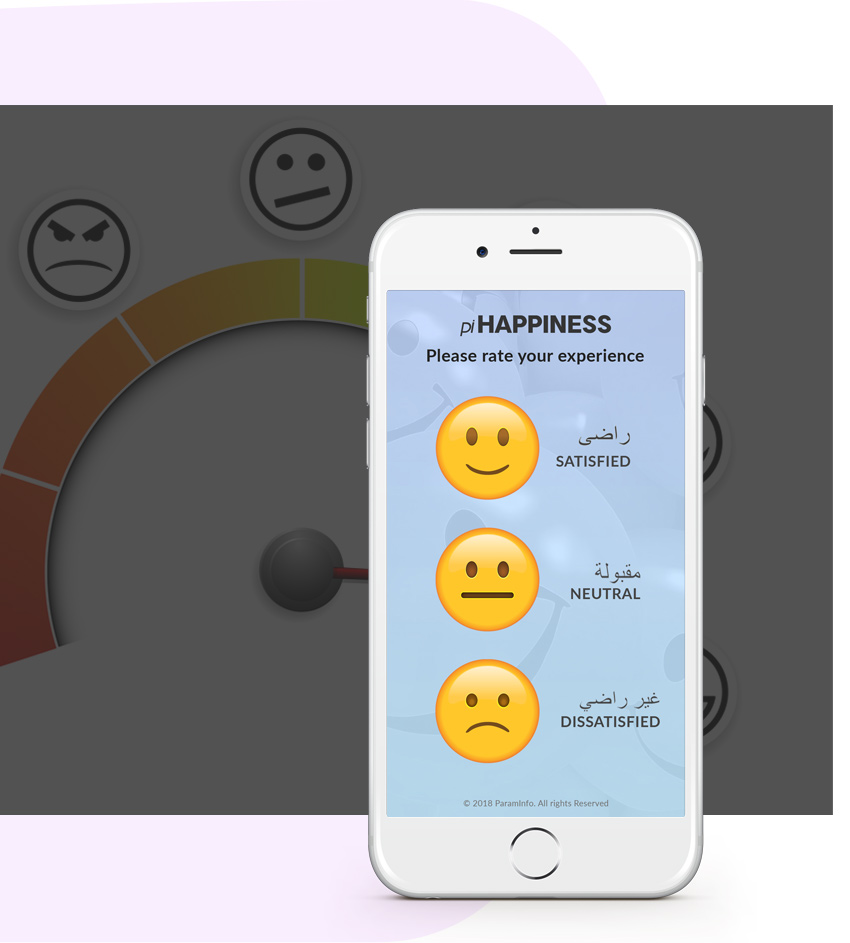 pi HAPPINESS
Please rate your experience
راضى
SATISFIED
مقبولة
NEUTRAL
غير راضي
DISSATISFIED
© 2018 ParamInfo. All rights Reserved